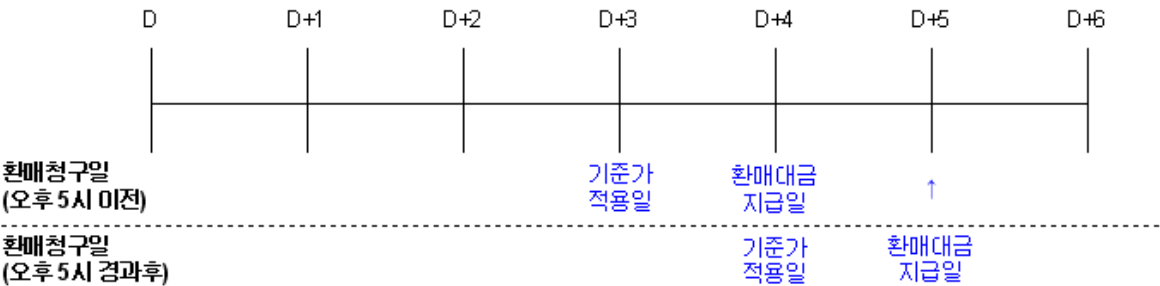 D D+1 D+2 D+3 D+4 D+5 D+6
환매청구일
(오후 5시 이전)
기준가
적용일
환매대금
지급일
↑
환매청구일
(오후 5시 경과후)
기준가
적용일
환매대금
지급일